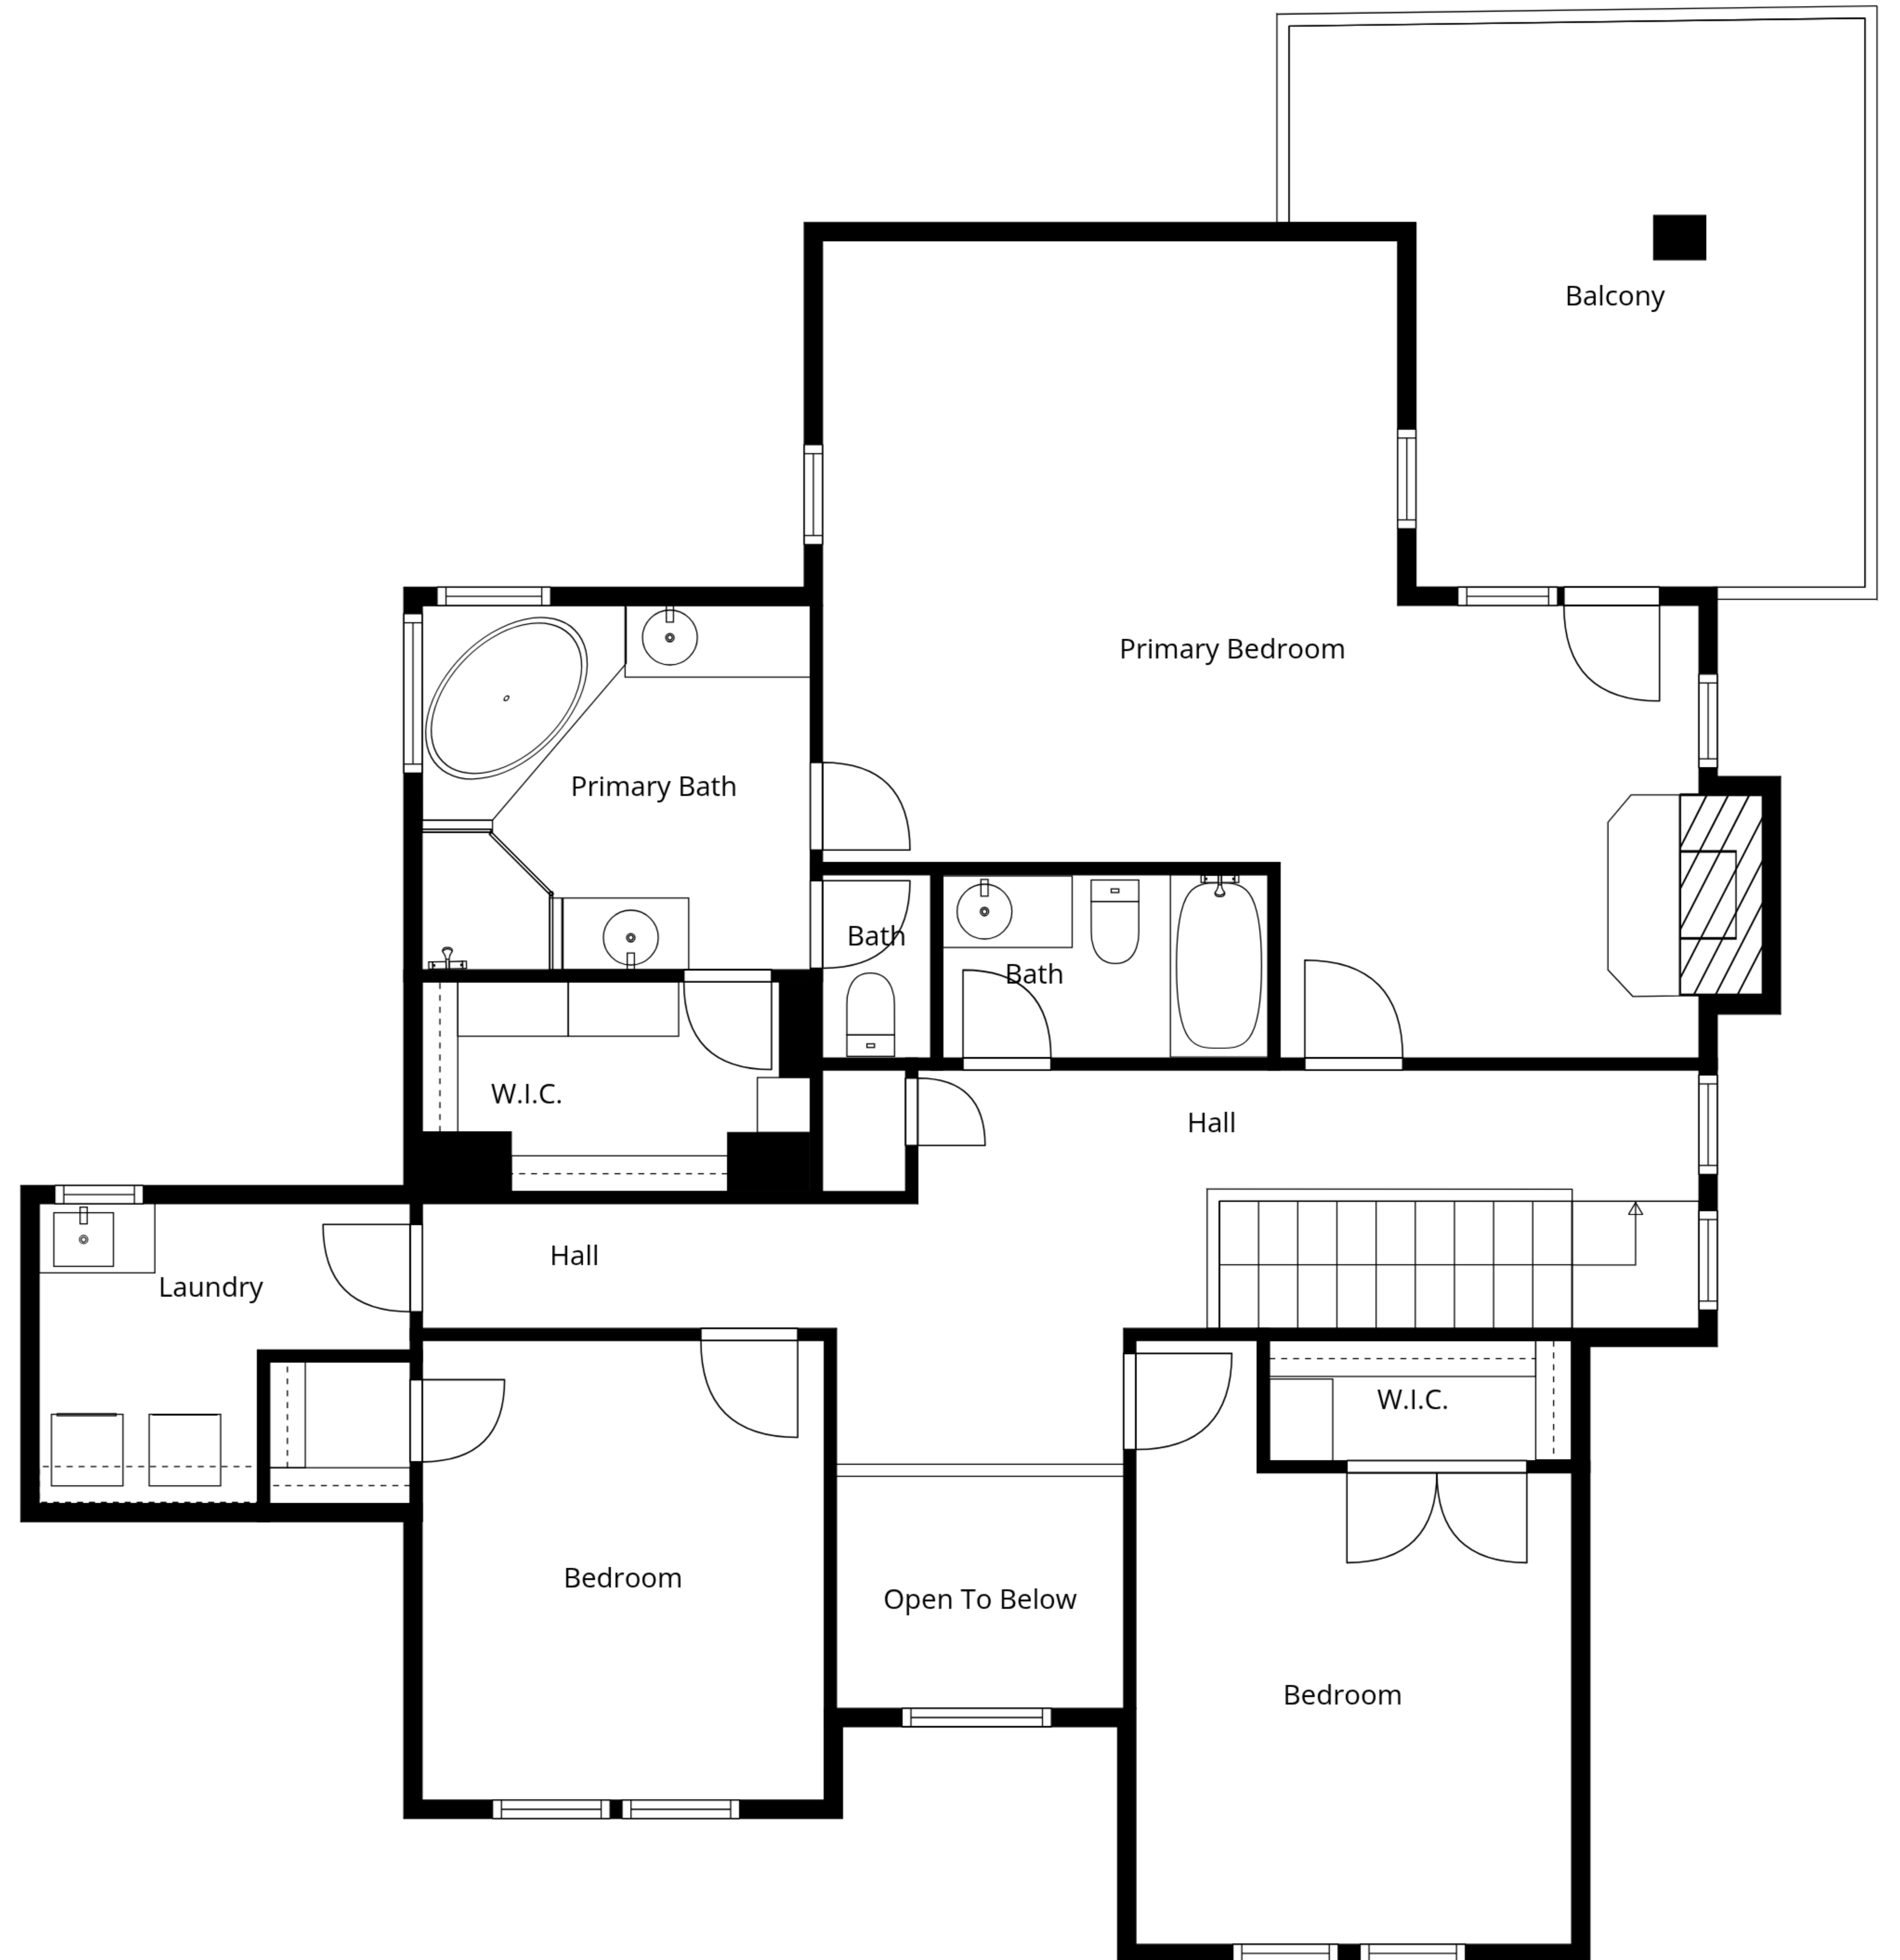 Balcony
Primary Bedroom
Primary Bath
Bath
Bath
W.I.C.
Hall
Hall
Laundry
W.I.C.
Bedroom
Open To Below
Bedroom